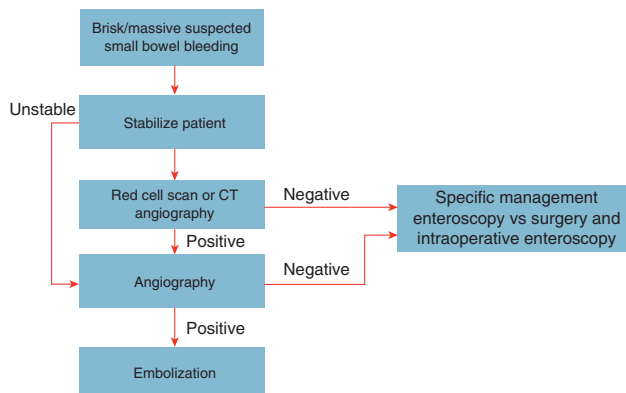 Brisk/massive suspected
small bowel bleeding
Unstable
Stabilize patient
Red cell scan or CT
angiography
Negative
Specific management
enteroscopy vs surgery and
intraoperative enteroscopy
Positive
Angiography
Negative
Positive
Embolization